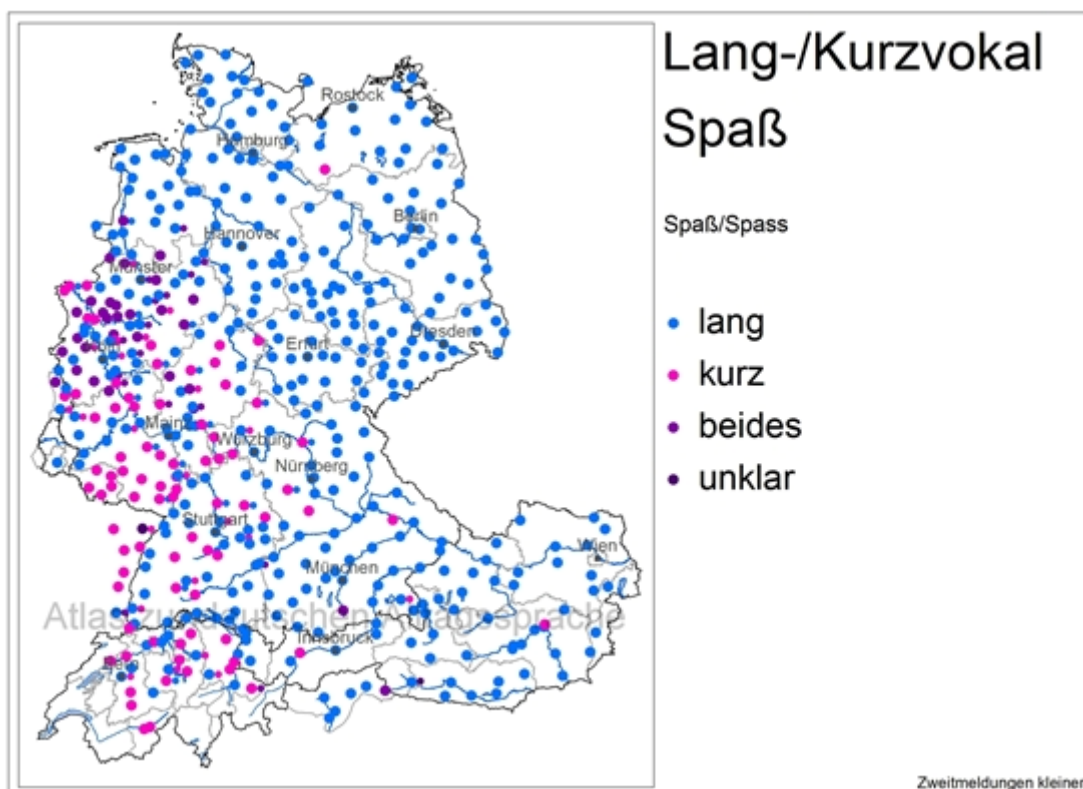 Lang-/Kurzvokal
Spaß
Spaß/Spass
lang
kurz
beides
unklar
Rostock
Hamburg
Berlin
Hannover
Münster
Dresden
Erfurt
Köln
Mainz
Würzburg
Nürnberg
Stuttgart
Wien
München
Atlas zur deutschen Alltagssprache
Innsbruck
Bern
Zweitmeldungen kleiner